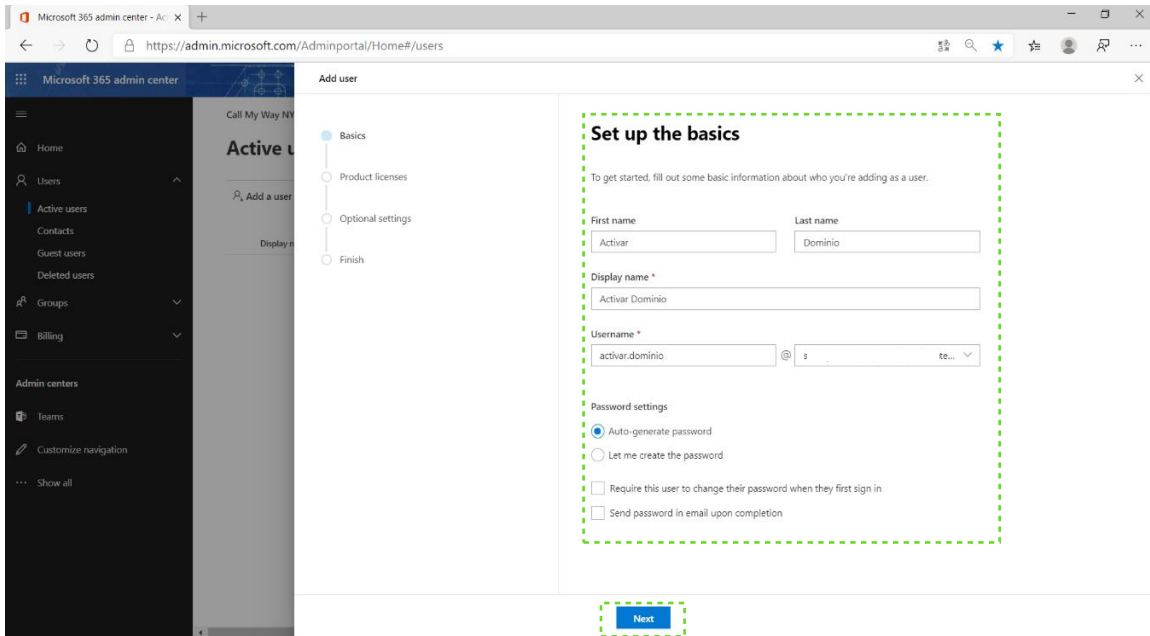 Microsoft 365 admin center - Ac
https://admin.microsoft.com/Adminportal/Home#/users
Microsoft 365 admin center
Home
Users
Active users
Contacts
Guest users
Deleted users
Groups
Billing
Admin centers
Teams
Customize navigation
Show all
Call My Way NY
Active u
Add a user
Display n
Add user
Basics
Product licenses
Optional settings
Finish
Set up the basics
To get started, fill out some basic information about who you're adding as a user.
First name Last name
Activar Dominio
Display name *
Activar Dominio
Username *
activar.dominio @ s te...
Password settings
Auto-generate password
Let me create the password
Require this user to change their password when they first sign in
Send password in email upon completion
Next